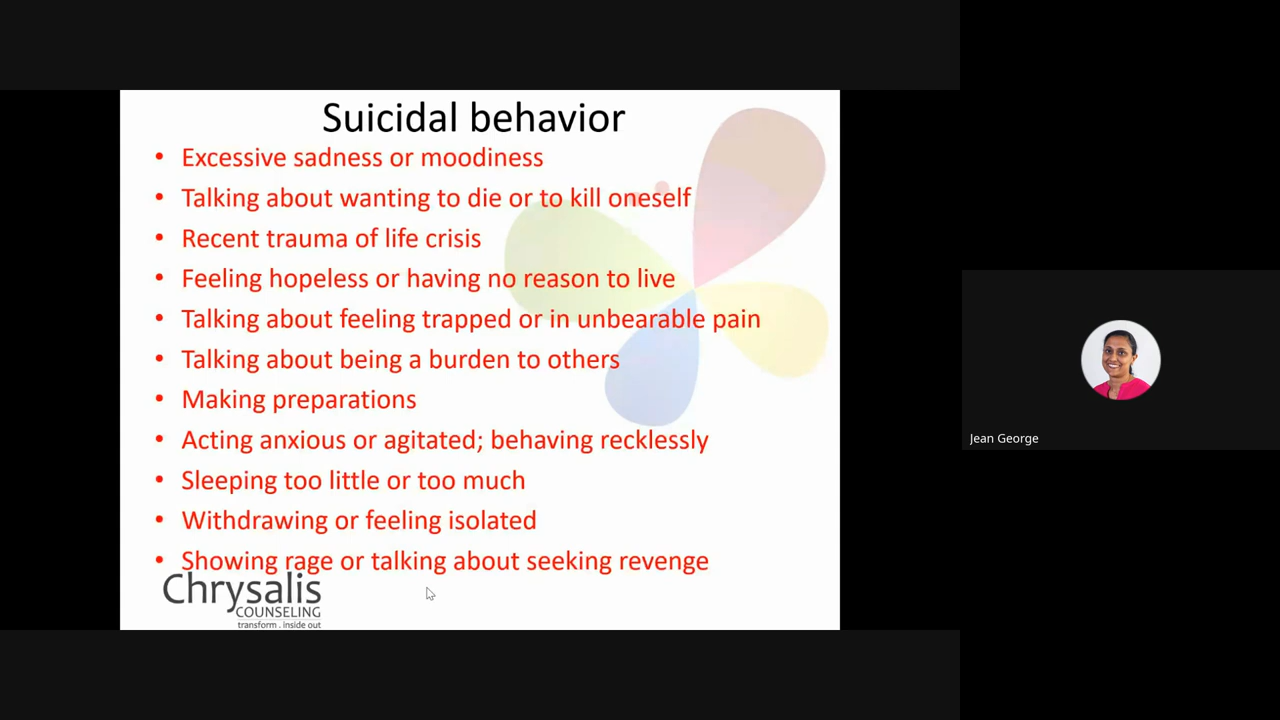 Suicidal behavior
• Excessive sadness or moodiness
• Talking about wanting to die or to kill oneself
• Recent trauma of life crisis
• Feeling hopeless or having no reason to live
• Talking about feeling trapped or in unbearable pain
• Talking about being a burden to others
• Making preparations
• Acting anxious or agitated; behaving recklessly
• Sleeping too little or too much
• Withdrawing or feeling isolated
• Showing rage or talking about seeking revenge
Chrysalis
COUNSELING
transform . inside out
Jean George